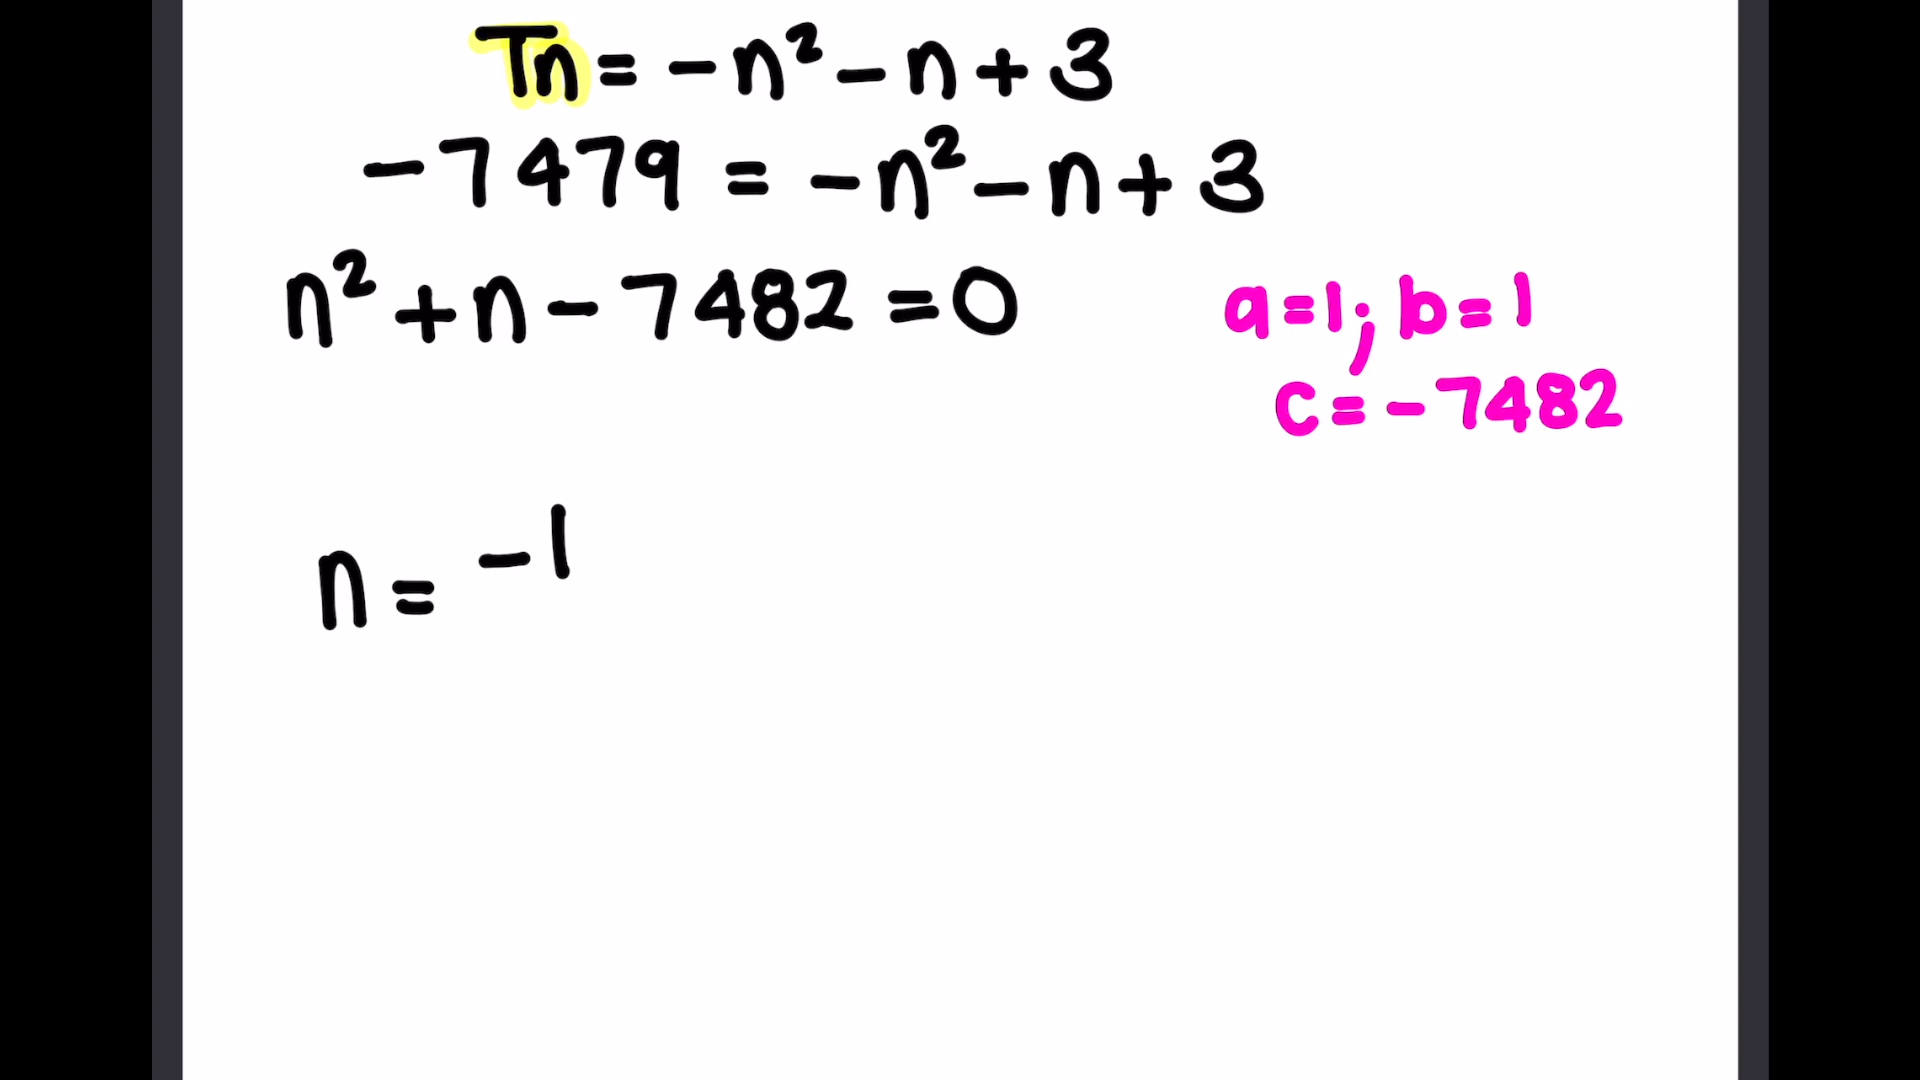 Tn = -n² - n + 3
-7479 = -n² - n + 3
n² + n - 7482 = 0
a=1; b=1
c=-7482
n = -1